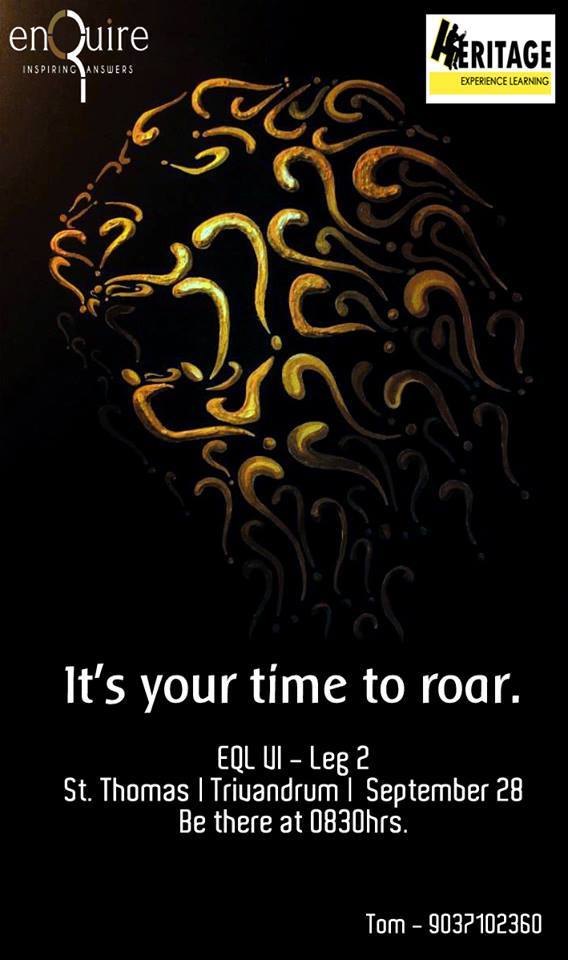 enQuire
INSPIRING ANSWERS
HERITAGE
EXPERIENCE LEARNING
It's your time to roar.
EQL VI – Leg 2
St. Thomas | Trivandrum | September 28
Be there at 0830hrs.
Tom – 9037102360